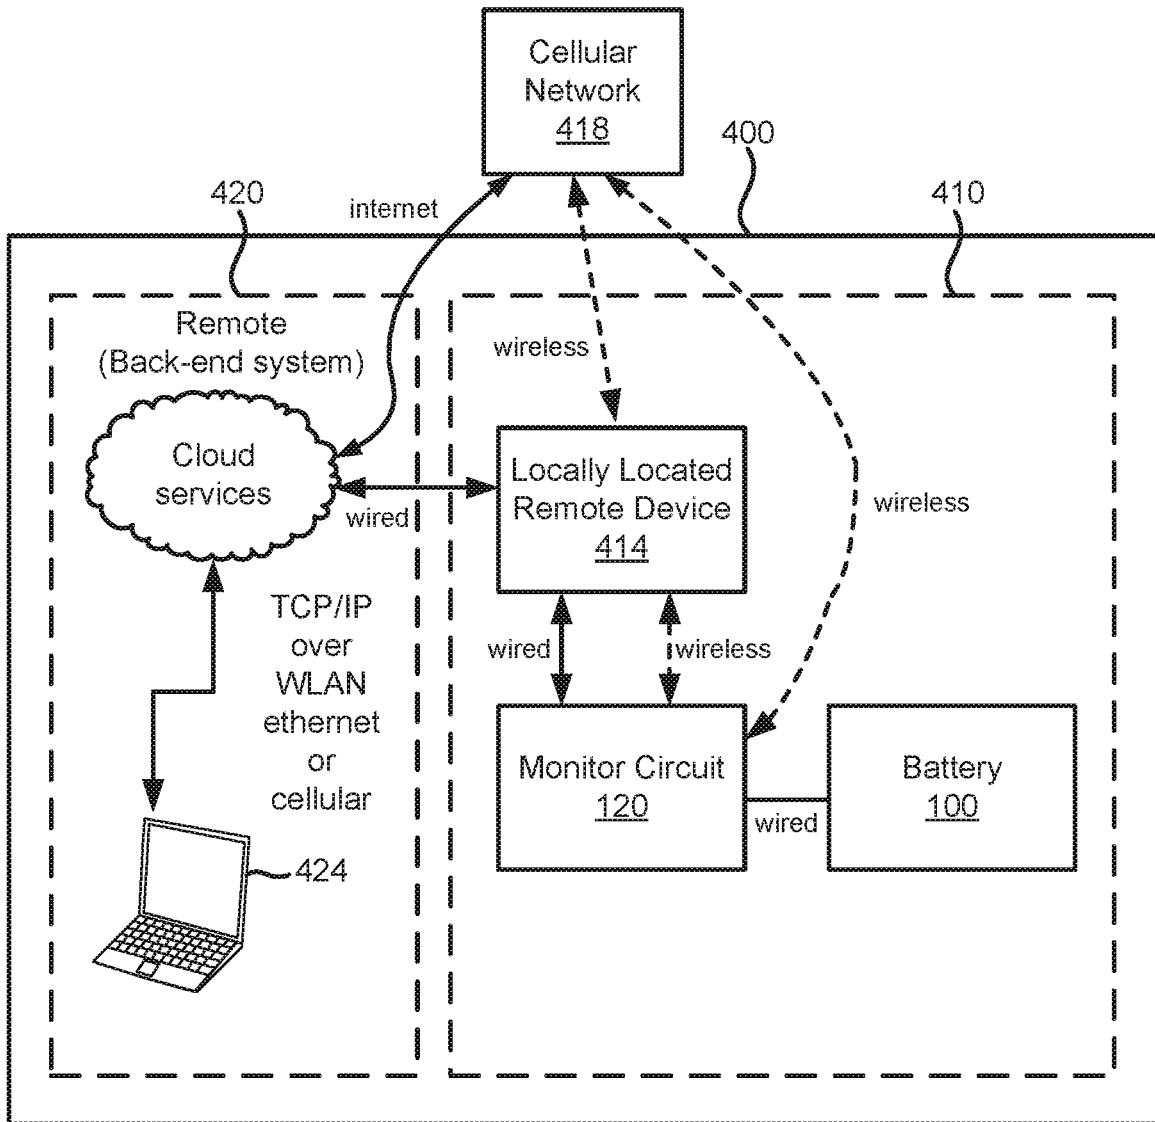 Cellular
Network
418
400
420
410
internet
Remote
(Back-end system)
wireless
Cloud
services
Locally Located
Remote Device
414
wired
wireless
TCP/IP
over
WLAN
ethernet
or
cellular
wired
wireless
Monitor Circuit
120
Battery
100
wired
424